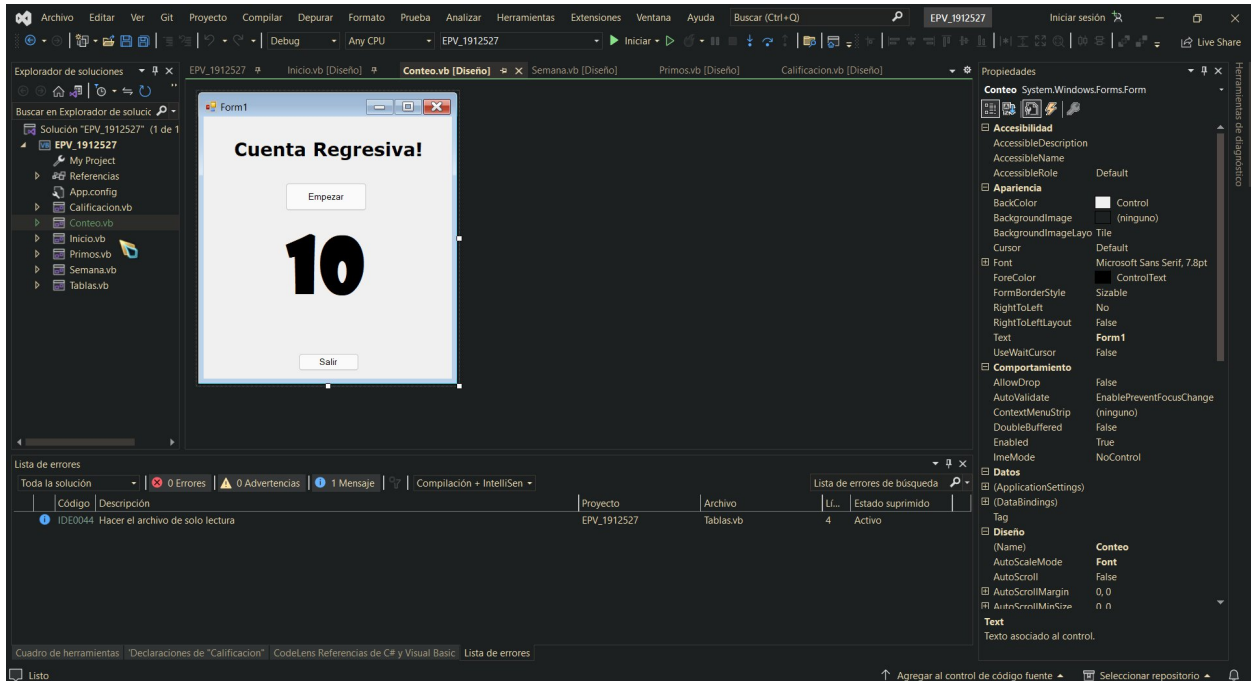 Archivo Editar Ver Git Proyecto Compilar Depurar Formato Prueba Analizar Herramientas Extensiones Ventana Ayuda Buscar (Ctrl+Q) EPV_1912527 Iniciar sesión
Debug Any CPU EPV_1912527 Iniciar Live Share
Explorador de soluciones
Buscar en Explorador de solucic
Solución "EPV_1912527" (1 de 1
EPV_1912527
My Project
Referencias
App.config
Calificacion.vb
Conteo.vb
Inicio.vb
Primos.vb
Semana.vb
Tablas.vb
EPV_1912527 Inicio.vb [Diseño] Conteo.vb [Diseño] Semana.vb [Diseño] Primos.vb [Diseño] Calificacion.vb [Diseño]
Form1
Cuenta Regresiva!
Empezar
10
Salir
Propiedades
Conteo System.Windows.Forms.Form
Accesibilidad
AccessibleDescription
AccessibleName
AccessibleRole Default
Apariencia
BackColor Control
BackgroundImage (ninguno)
BackgroundImageLayo Tile
Cursor Default
Font Microsoft Sans Serif, 7.8pt
ForeColor ControlText
FormBorderStyle Sizable
RightToLeft No
RightToLeftLayout False
Text Form1
UseWaitCursor False
Comportamiento
AllowDrop False
AutoValidate EnablePreventFocusChange
ContextMenuStrip (ninguno)
DoubleBuffered False
Enabled True
ImeMode NoControl
Datos
(ApplicationSettings)
(DataBindings)
Tag
Diseño
(Name) Conteo
AutoScaleMode Font
AutoScroll False
AutoScrollMargin 0, 0
AutoScrollMinSize 0, 0
Text
Texto asociado al control.
Herramientas de diagnóstico
Lista de errores
Toda la solución 0 Errores 0 Advertencias 1 Mensaje Compilación + IntelliSen Lista de errores de búsqueda
Código Descripción Proyecto Archivo Lí... Estado suprimido
IDE0044 Hacer el archivo de solo lectura EPV_1912527 Tablas.vb 4 Activo
Cuadro de herramientas 'Declaraciones de "Calificacion" CodeLens Referencias de C# y Visual Basic Lista de errores
Listo Agregar al control de código fuente Seleccionar repositorio